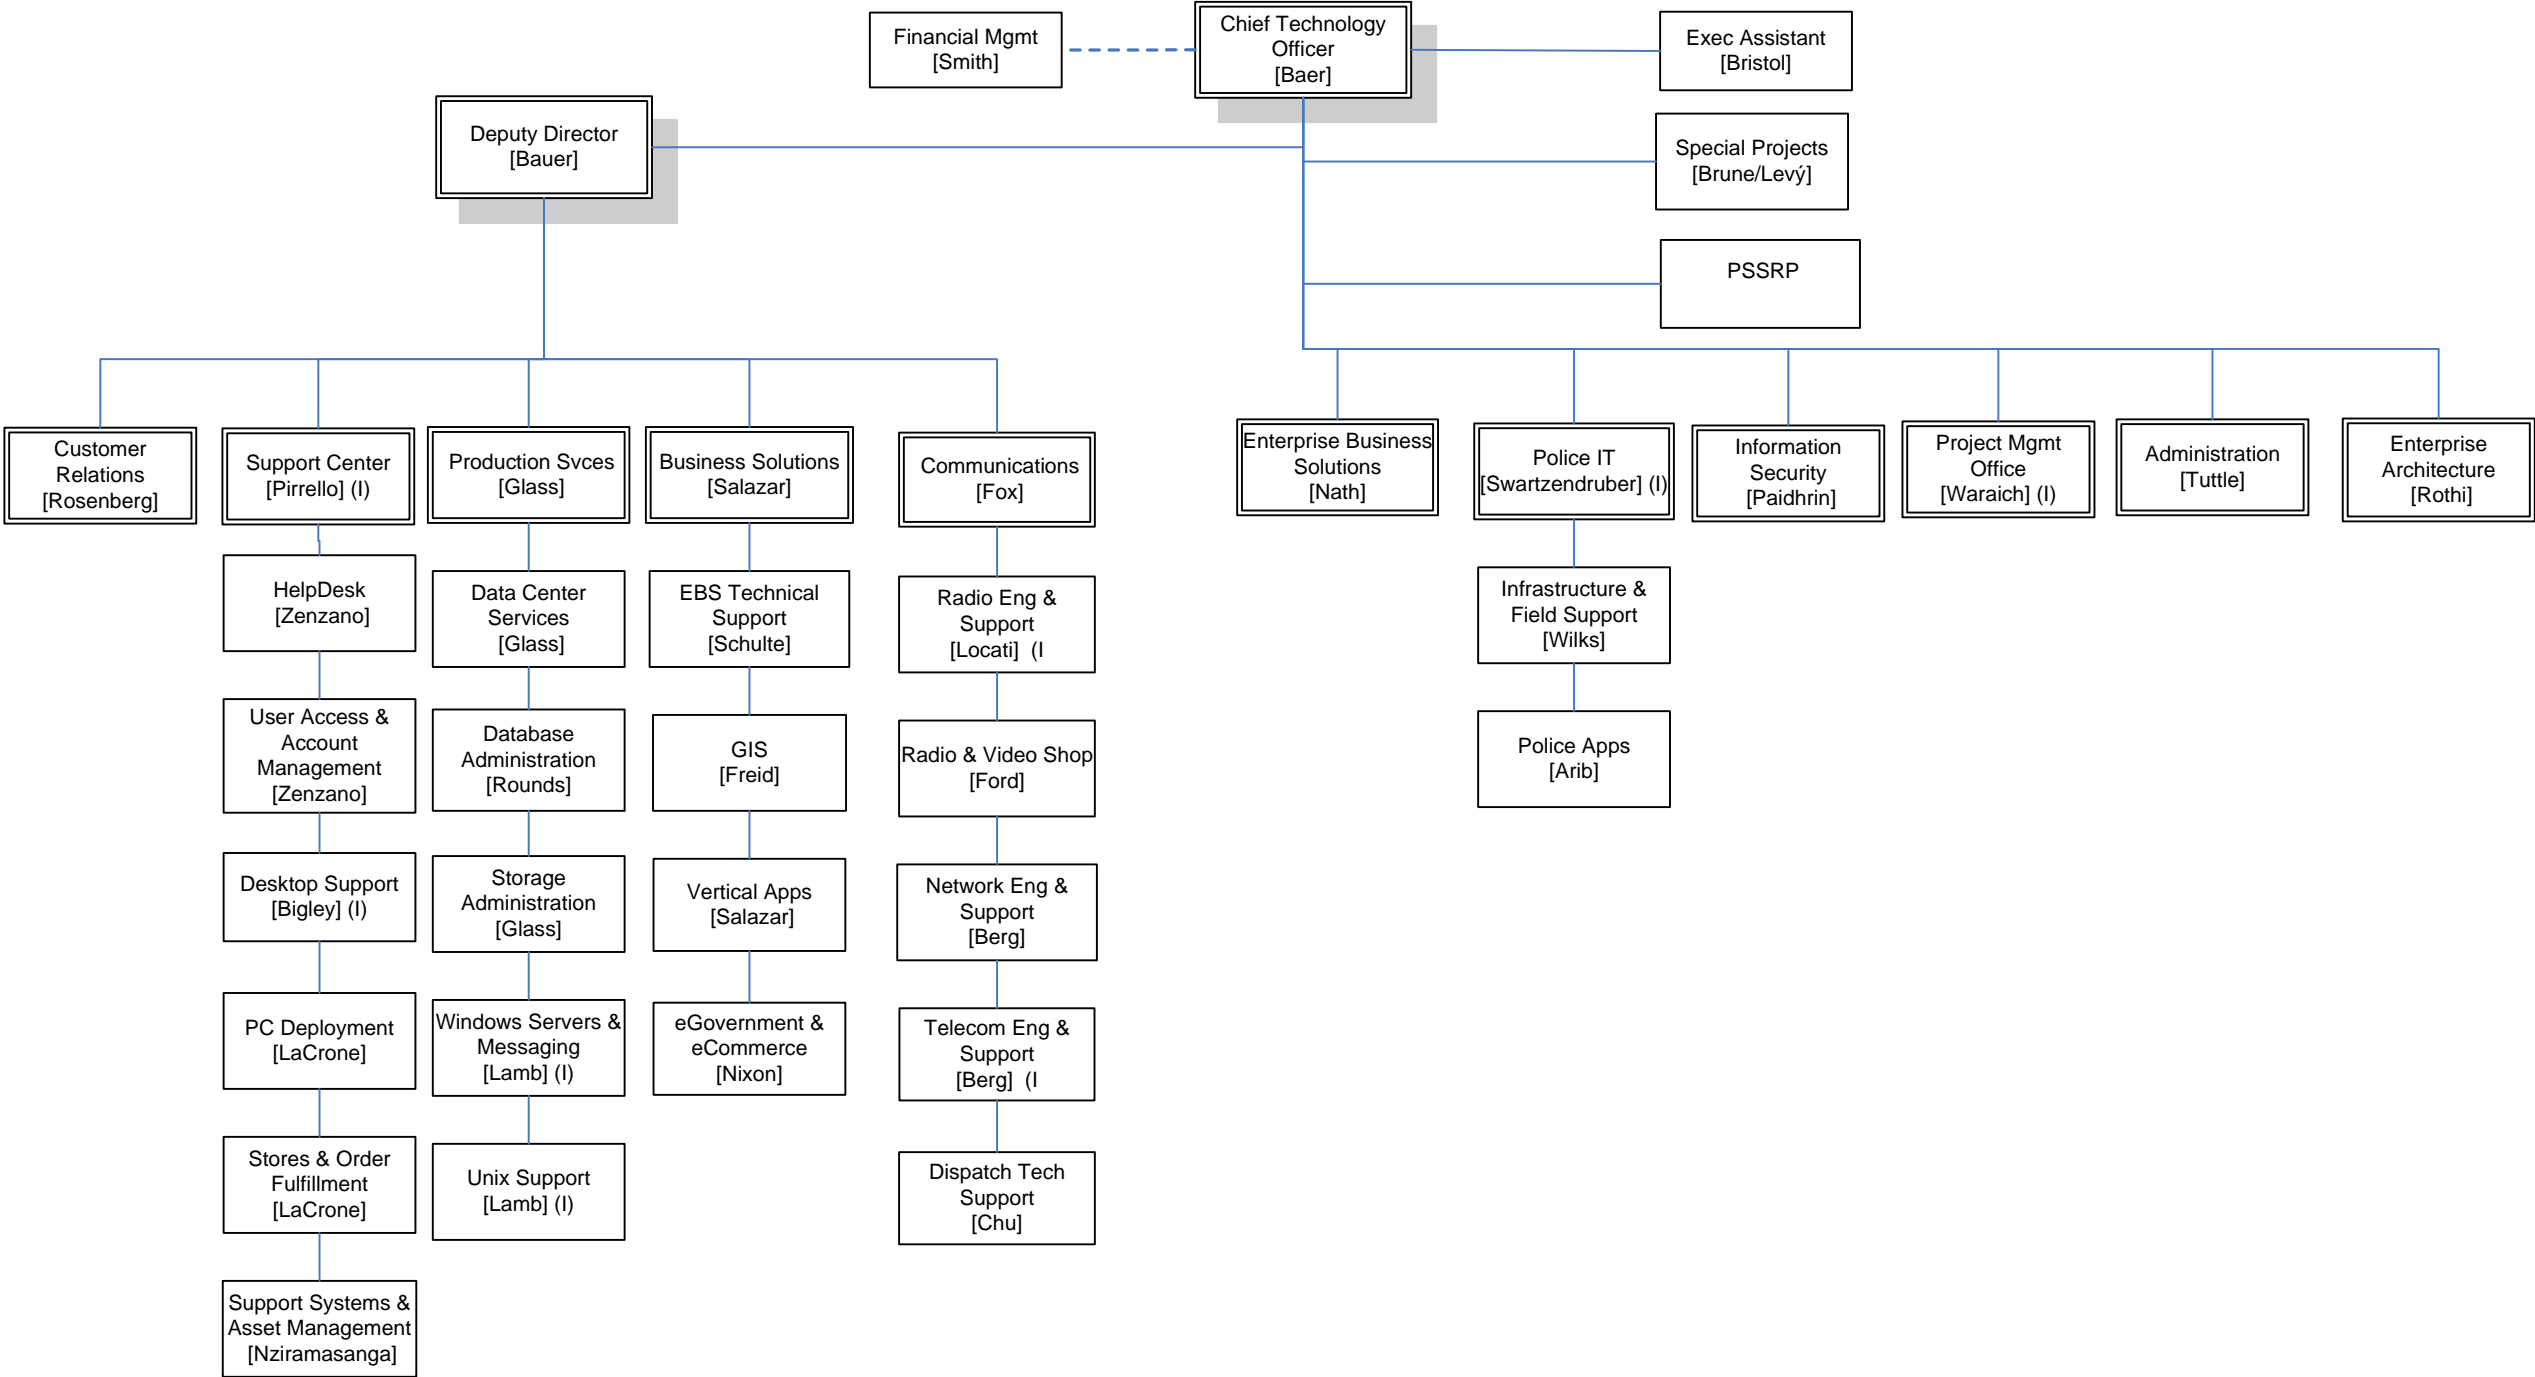 Financial Mgmt
[Smith]
Chief Technology
Officer
[Baer]
Exec Assistant
[Bristol]
Deputy Director
[Bauer]
Special Projects
[Brune/Levý]
PSSRP
Customer
Relations
[Rosenberg]
Support Center
[Pirrello] (I)
Production Svces
[Glass]
Business Solutions
[Salazar]
Communications
[Fox]
Enterprise Business
Solutions
[Nath]
Police IT
[Swartzendruber] (I)
Information
Security
[Paidhrin]
Project Mgmt
Office
[Waraich] (I)
Administration
[Tuttle]
Enterprise
Architecture
[Rothi]
HelpDesk
[Zenzano]
User Access &
Account
Management
[Zenzano]
Desktop Support
[Bigley] (I)
PC Deployment
[LaCrone]
Stores & Order
Fulfillment
[LaCrone]
Support Systems &
Asset Management
[Nziramasanga]
Data Center
Services
[Glass]
Database
Administration
[Rounds]
Storage
Administration
[Glass]
Windows Servers &
Messaging
[Lamb] (I)
Unix Support
[Lamb] (I)
EBS Technical
Support
[Schulte]
GIS
[Freid]
Vertical Apps
[Salazar]
eGovernment &
eCommerce
[Nixon]
Radio Eng &
Support
[Locati] (I
Radio & Video Shop
[Ford]
Network Eng &
Support
[Berg]
Telecom Eng &
Support
[Berg] (I
Dispatch Tech
Support
[Chu]
Infrastructure &
Field Support
[Wilks]
Police Apps
[Arib]